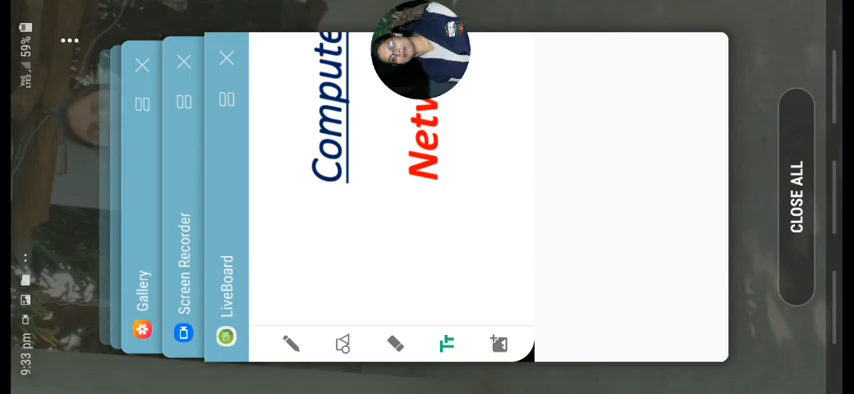 9:33 pm
59%
Gallery
Screen Recorder
LiveBoard
Compute
Netw
CLOSE ALL